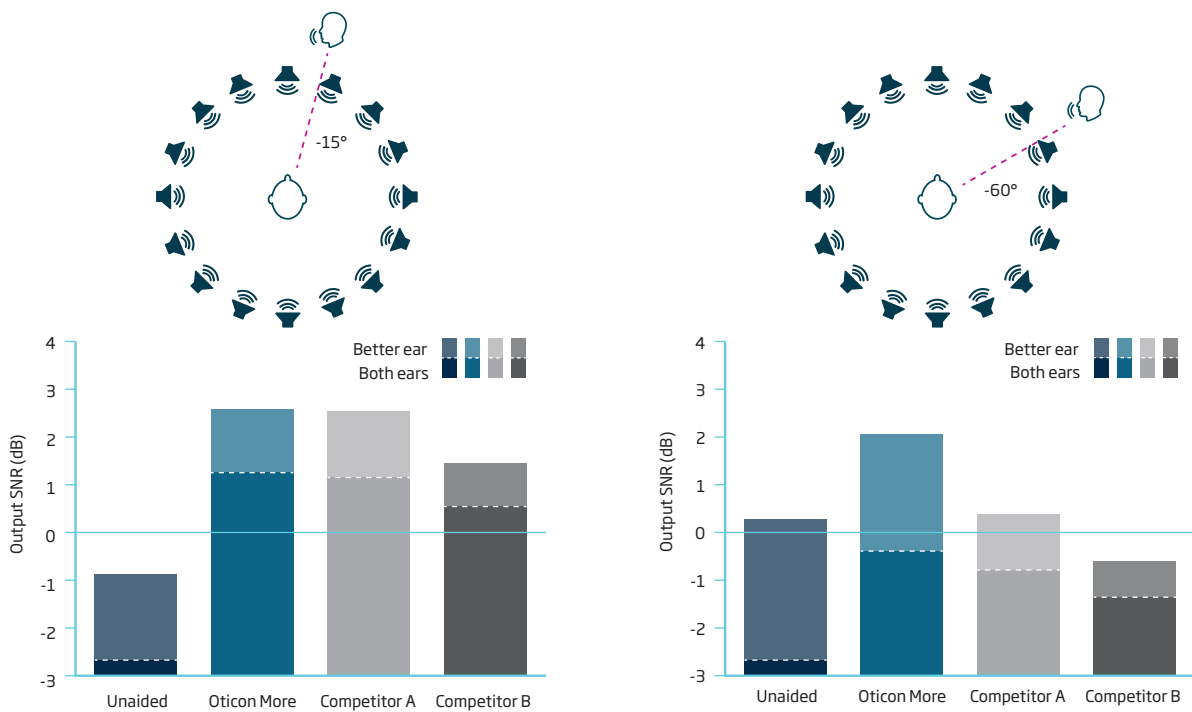 -15°
4
3
2
1
0
-1
-2
-3
Output SNR (dB)
Better ear
Both ears
Unaided Oticon More Competitor A Competitor B
-60°
4
3
2
1
0
-1
-2
-3
Output SNR (dB)
Better ear
Both ears
Unaided Oticon More Competitor A Competitor B